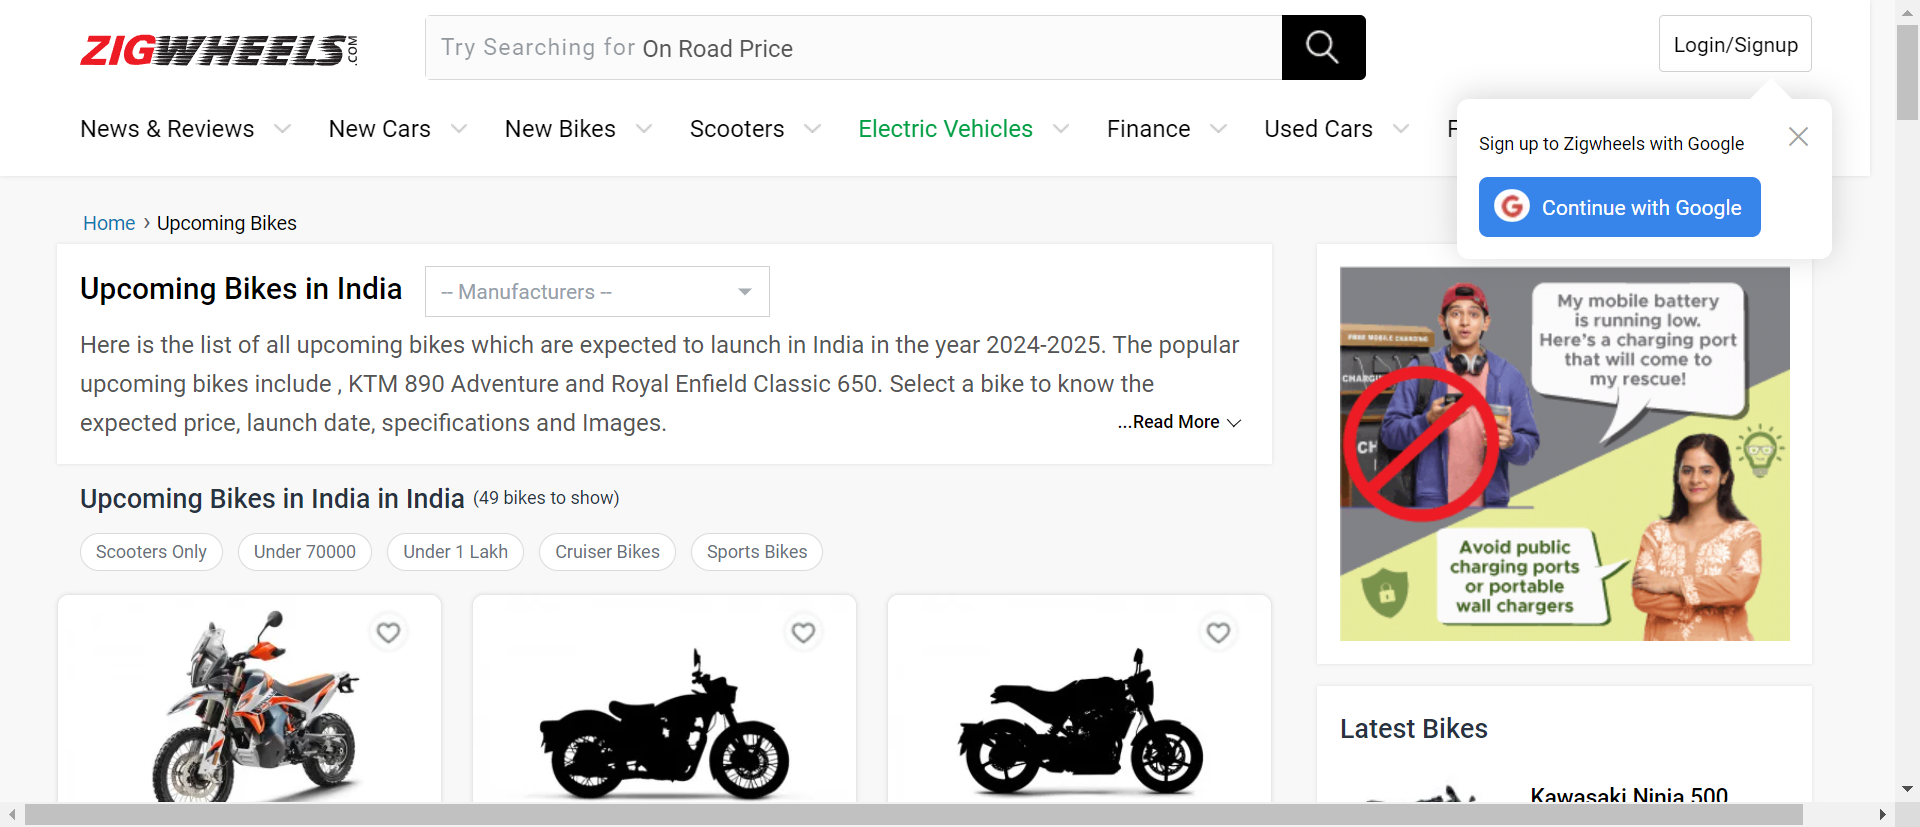 ZIGWHEELS.COM
Try Searching for On Road Price
Login/Signup
News & Reviews
New Cars
New Bikes
Scooters
Electric Vehicles
Finance
Used Cars
Sign up to Zigwheels with Google
Continue with Google
Home › Upcoming Bikes
Upcoming Bikes in India
-- Manufacturers --
Here is the list of all upcoming bikes which are expected to launch in India in the year 2024-2025. The popular
upcoming bikes include , KTM 890 Adventure and Royal Enfield Classic 650. Select a bike to know the
expected price, launch date, specifications and Images.
...Read More
Upcoming Bikes in India in India (49 bikes to show)
Scooters Only
Under 70000
Under 1 Lakh
Cruiser Bikes
Sports Bikes
My mobile battery
is running low.
Here's a charging port
that will come to
my rescue!
FREE MOBILE CHARGING
Avoid public
charging ports
or portable
wall chargers
Latest Bikes
Kawasaki Ninja 500